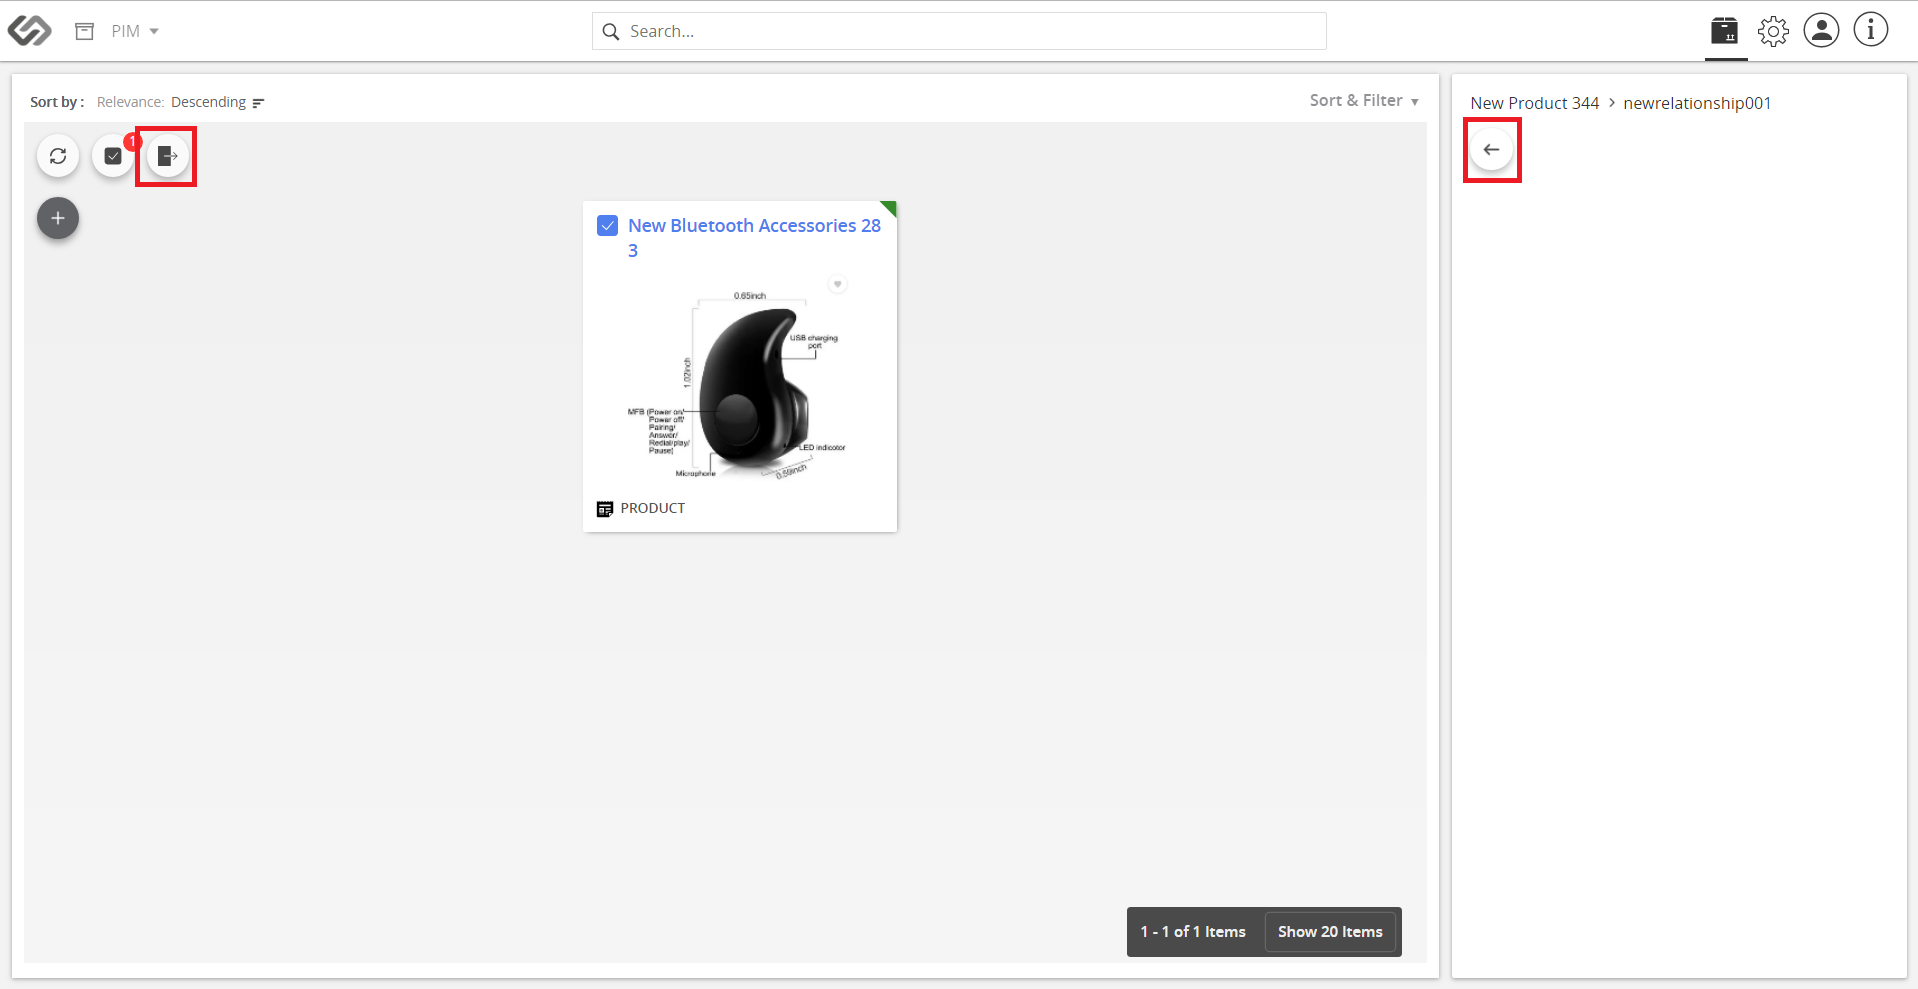 PIM
Search...
Sort by : Relevance: Descending
Sort & Filter
New Product 344 > newrelationship001
1
New Bluetooth Accessories 28
3
0.65inch
USB charging
port
1.02inch
MFB (Power on/
Power off/
Pairing/
Answer/
Redial/play/
Pause)
LED indicator
Microphone
0.59inch
PRODUCT
1 - 1 of 1 Items
Show 20 Items